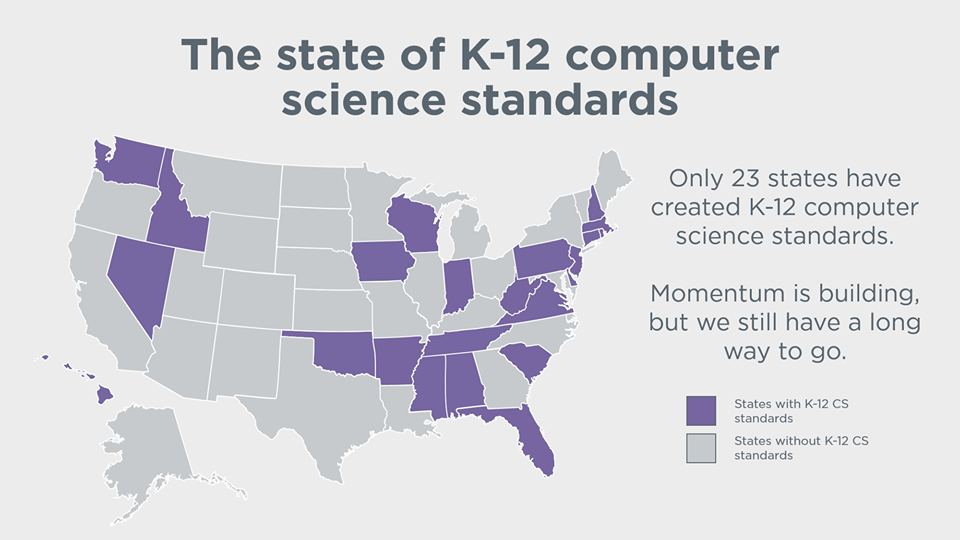 The state of K-12 computer
science standards
Only 23 states have
created K-12 computer
science standards.
Momentum is building,
but we still have a long
way to go.
States with K-12 CS
standards
States without K-12 CS
standards